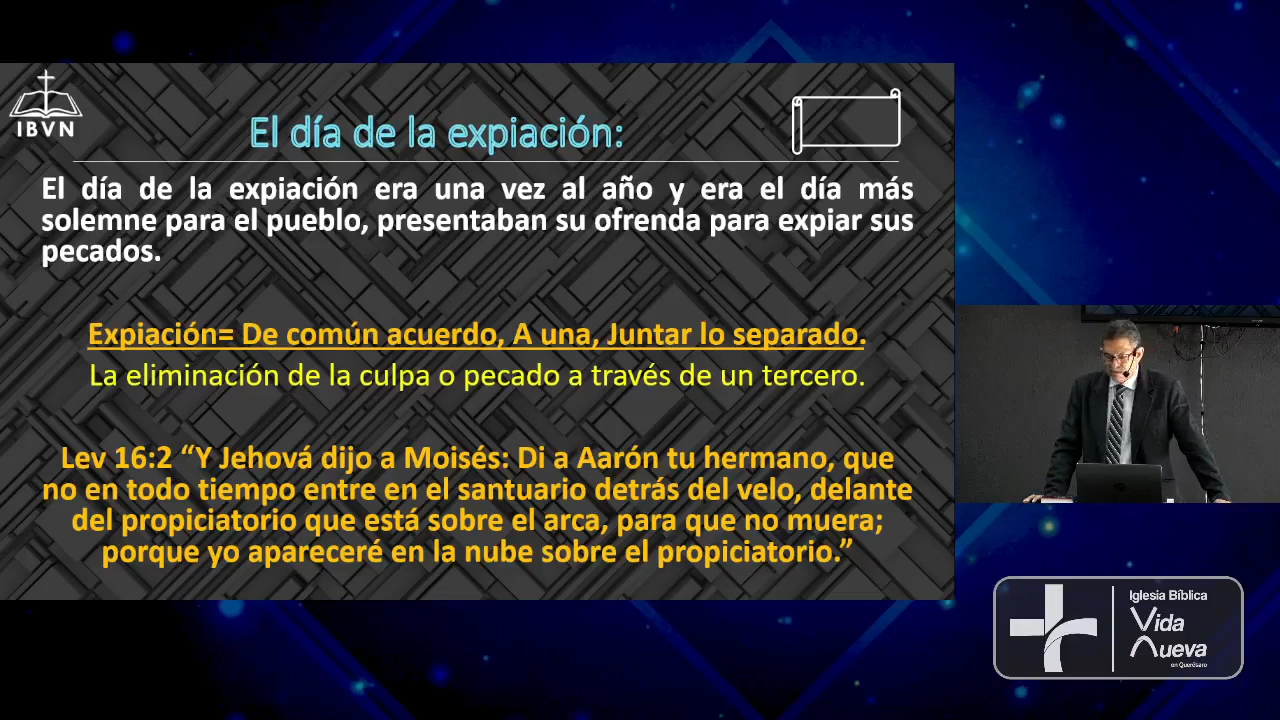 IBVN
El día de la expiación:
El día de la expiación era una vez al año y era el día más
solemne para el pueblo, presentaban su ofrenda para expiar sus
pecados.
Expiación= De común acuerdo, A una, Juntar lo separado.
La eliminación de la culpa o pecado a través de un tercero.
Lev 16:2 “Y Jehová dijo a Moisés: Di a Aarón tu hermano, que
no en todo tiempo entre en el santuario detrás del velo, delante
del propiciatorio que está sobre el arca, para que no muera;
porque yo apareceré en la nube sobre el propiciatorio.”
Iglesia Bíblica
Vida
Nueva
en Querétaro